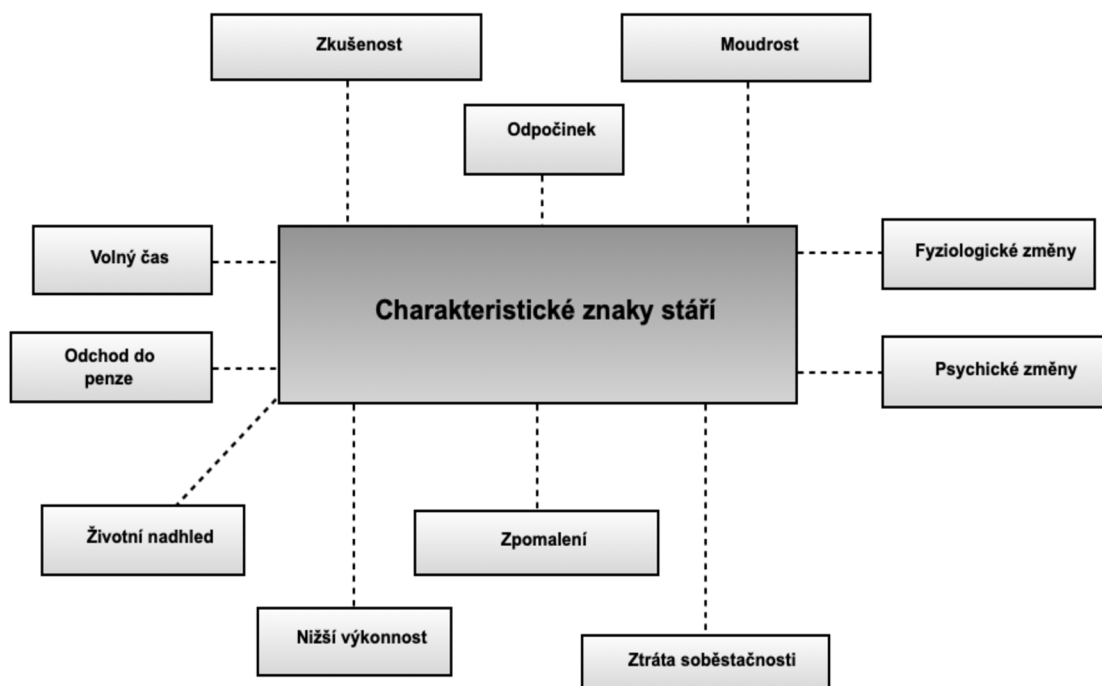 Zkušenost
Moudrost
Odpočinek
Volný čas
Fyziologické změny
Charakteristické znaky stáří
Odchod do
penze
Psychické změny
Životní nadhled
Zpomalení
Nižší výkonnost
Ztráta soběstačnosti